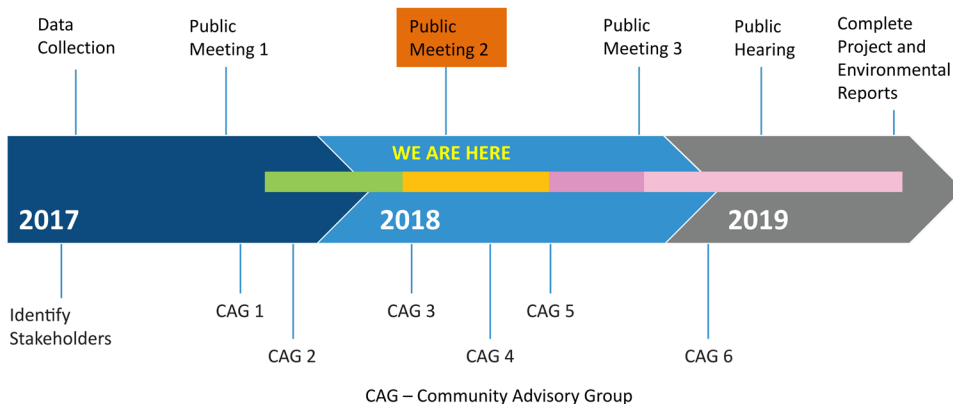 Data
Collection
Public
Meeting 1
Public
Meeting 2
Public
Meeting 3
Public
Hearing
Complete
Project and
Environmental
Reports
WE ARE HERE
2017
2018
2019
Identify
Stakeholders
CAG 1
CAG 2
CAG 3
CAG 4
CAG 5
CAG 6
CAG – Community Advisory Group